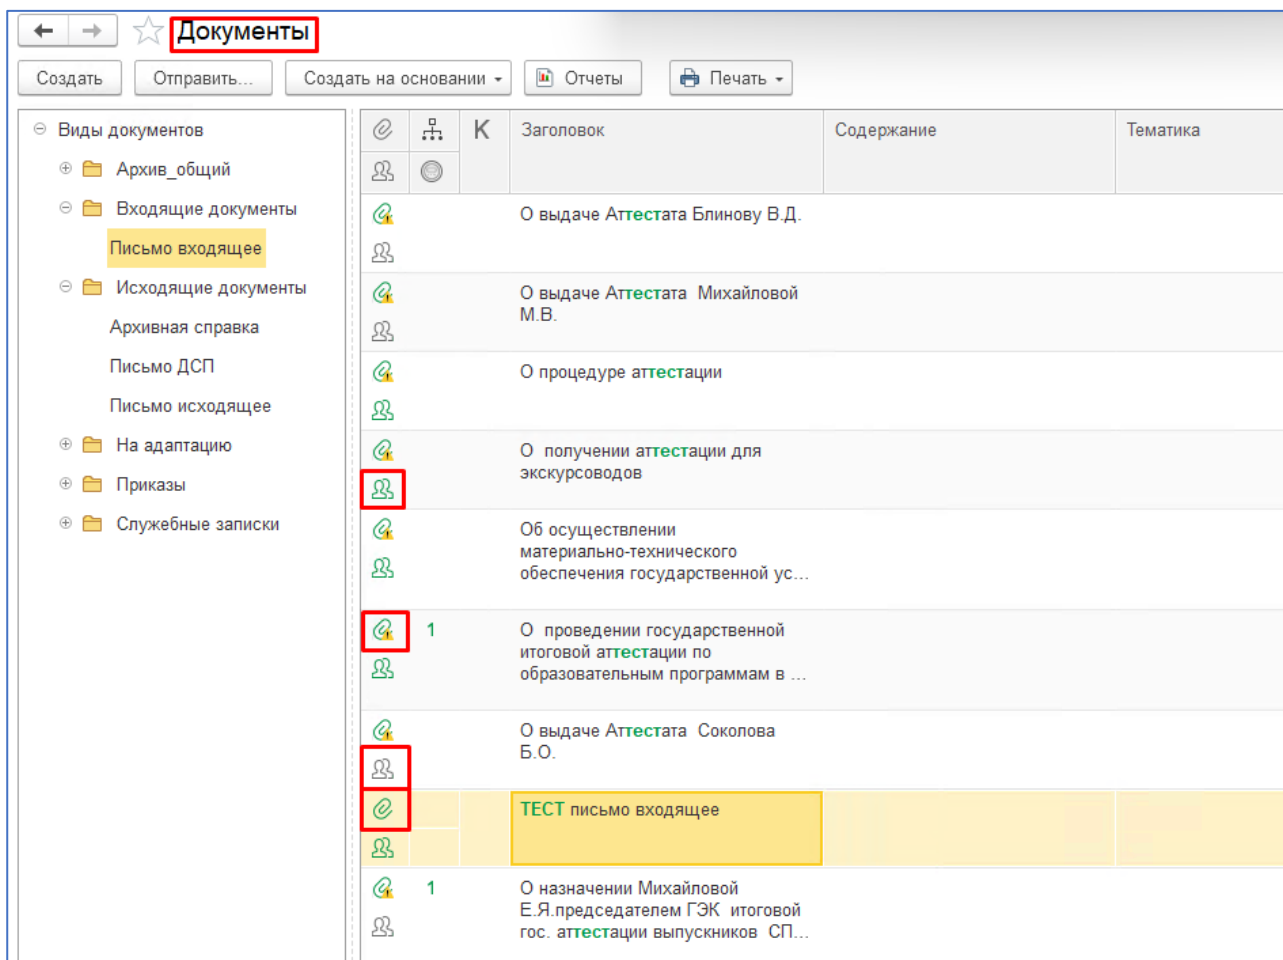 Документы
Создать
Отправить...
Создать на основании
Отчеты
Печать
Виды документов
Архив_общий
Входящие документы
Письмо входящее
Исходящие документы
Архивная справка
Письмо ДСП
Письмо исходящее
На адаптацию
Приказы
Служебные записки
К
Заголовок
Содержание
Тематика
О выдаче Аттестата Блинову В.Д.
О выдаче Аттестата Михайловой
М.В.
О процедуре аттестации
О получении аттестации для
экскурсоводов
Об осуществлении
материально-технического
обеспечения государственной ус...
1
О проведении государственной
итоговой аттестации по
образовательным программам в ...
О выдаче Аттестата Соколова
Б.О.
ТЕСТ письмо входящее
1
О назначении Михайловой
Е.Я.председателем ГЭК итоговой
гос. аттестации выпускников СП...